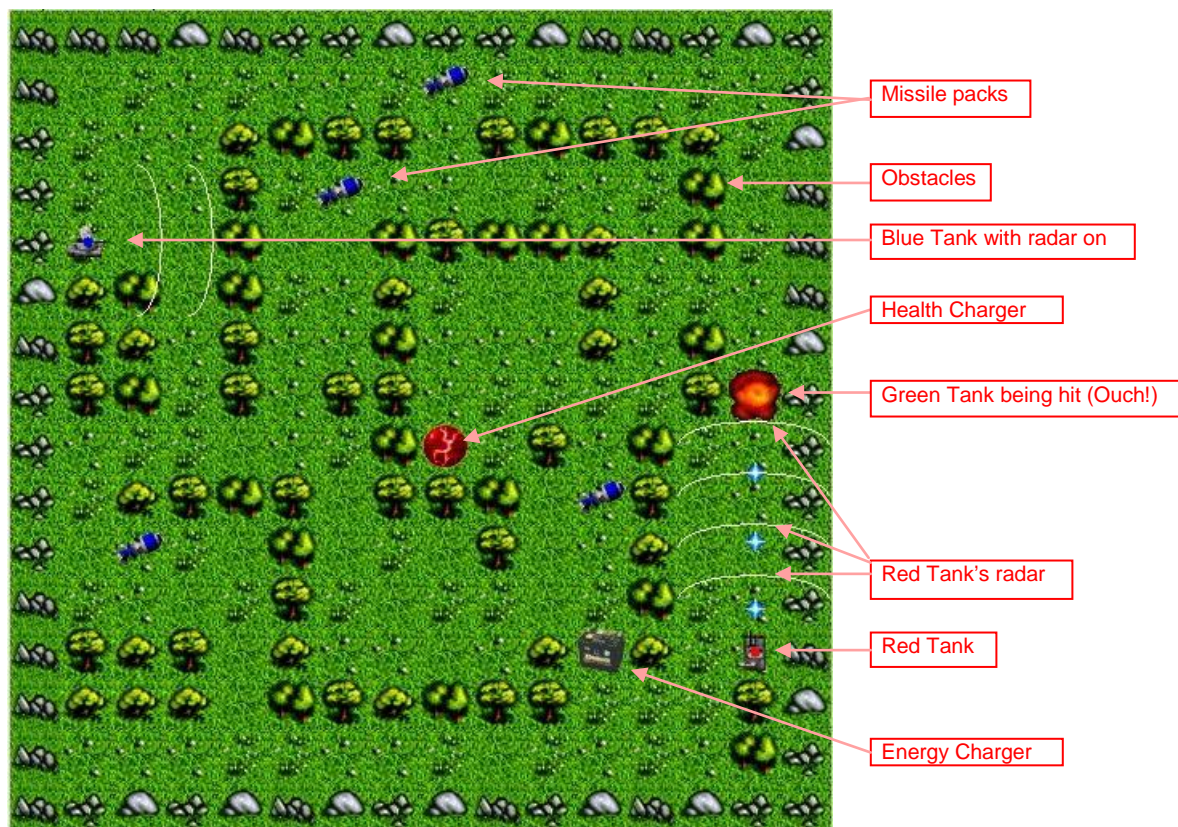 Missile packs
Obstacles
Blue Tank with radar on
Health Charger
Green Tank being hit (Ouch!)
Red Tank’s radar
Red Tank
Energy Charger